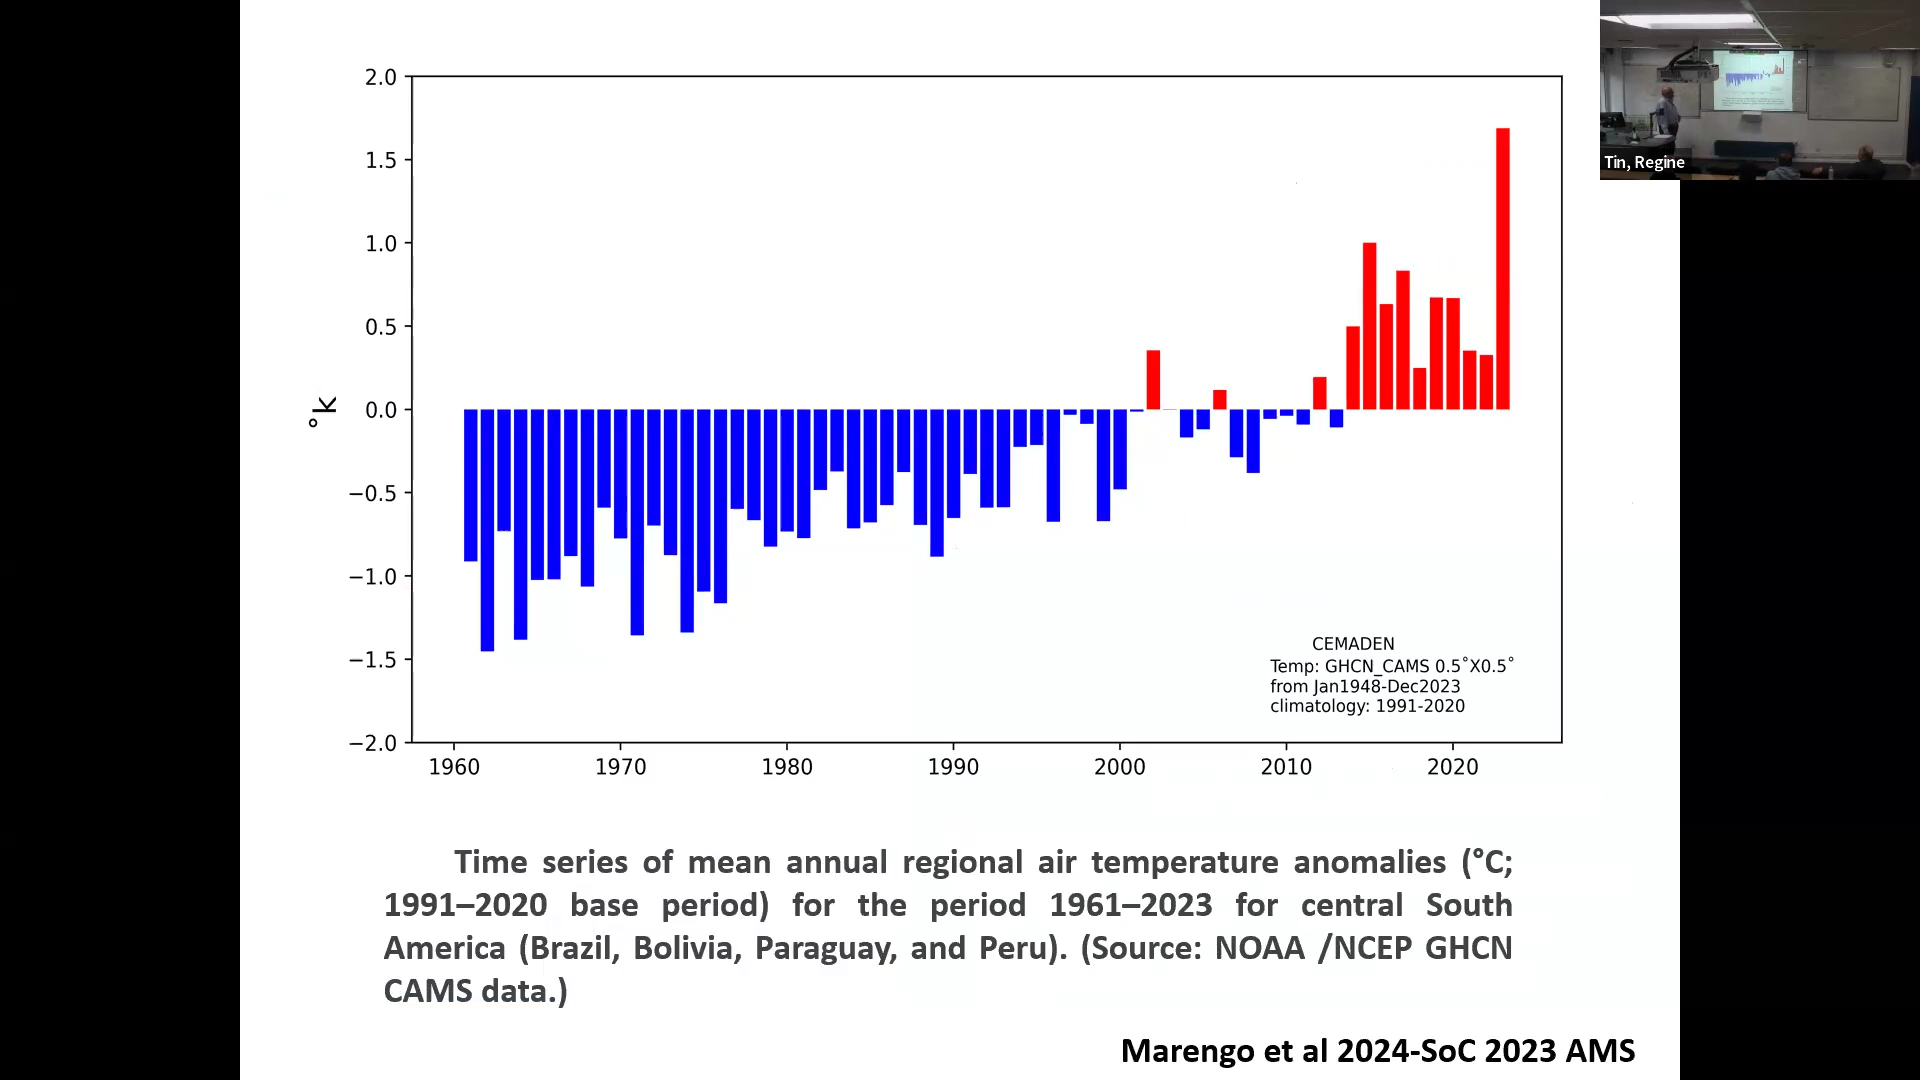 2.0
1.5
1.0
0.5
0.0
−0.5
−1.0
−1.5
−2.0
°k
1960 1970 1980 1990 2000 2010 2020
CEMADEN
Temp: GHCN_CAMS 0.5°X0.5°
from Jan1948-Dec2023
climatology: 1991-2020
Tin, Regine
Time series of mean annual regional air temperature anomalies (°C;
1991–2020 base period) for the period 1961–2023 for central South
America (Brazil, Bolivia, Paraguay, and Peru). (Source: NOAA /NCEP GHCN
CAMS data.)
Marengo et al 2024-SoC 2023 AMS